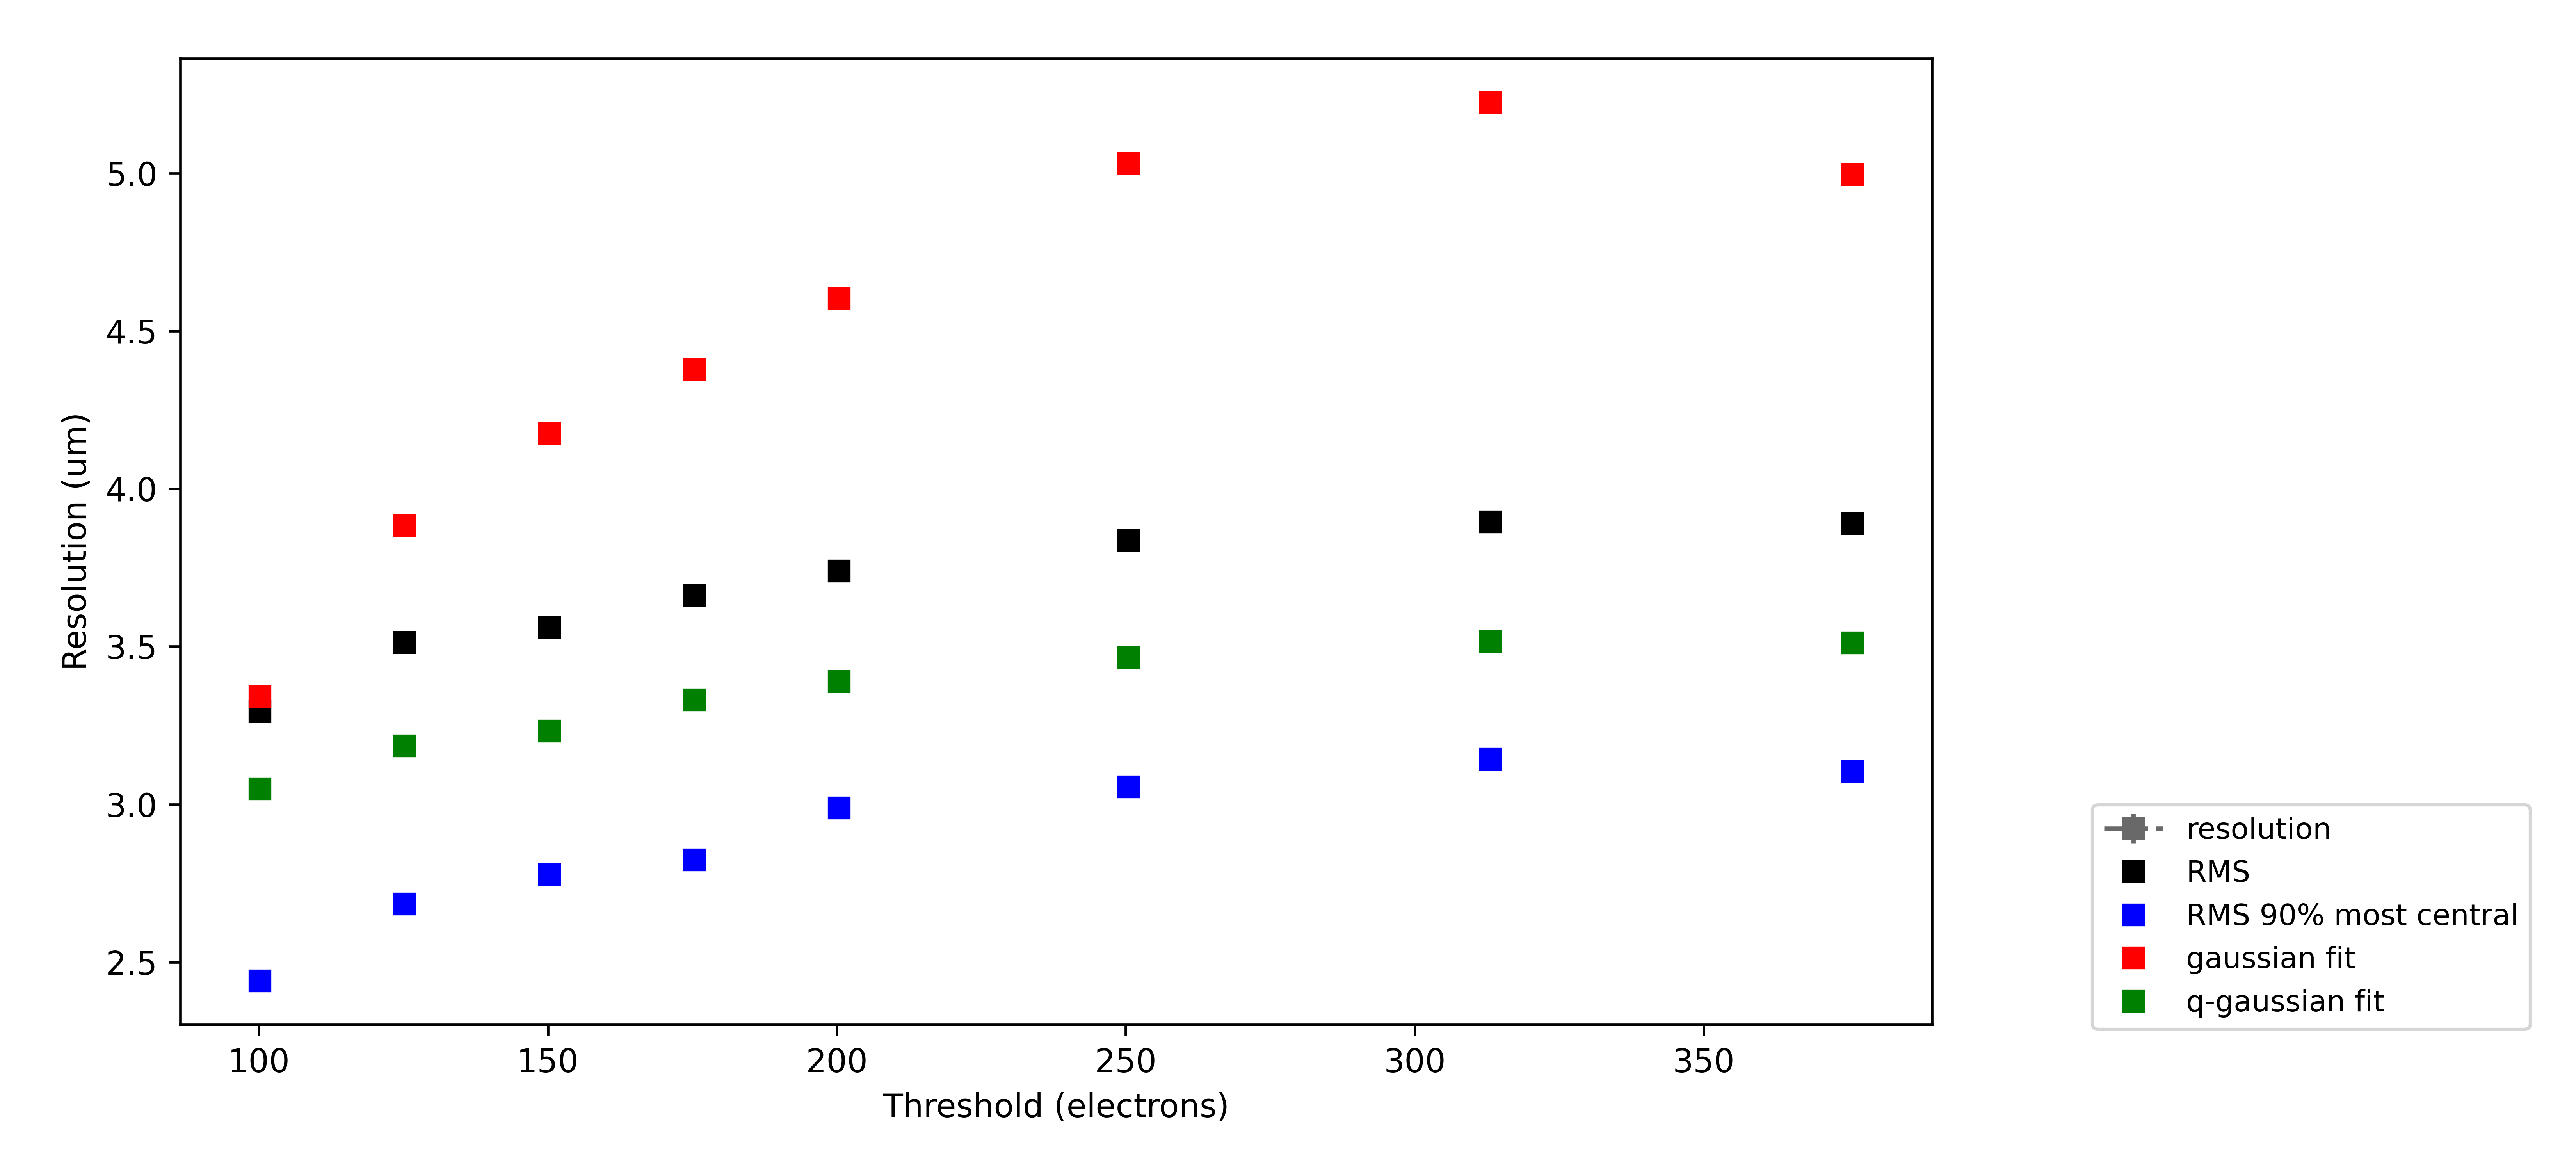 5.0
4.5
4.0
3.5
3.0
2.5
Resolution (um)
100 150 200 250 300 350
Threshold (electrons)
resolution
RMS
RMS 90% most central
gaussian fit
q-gaussian fit